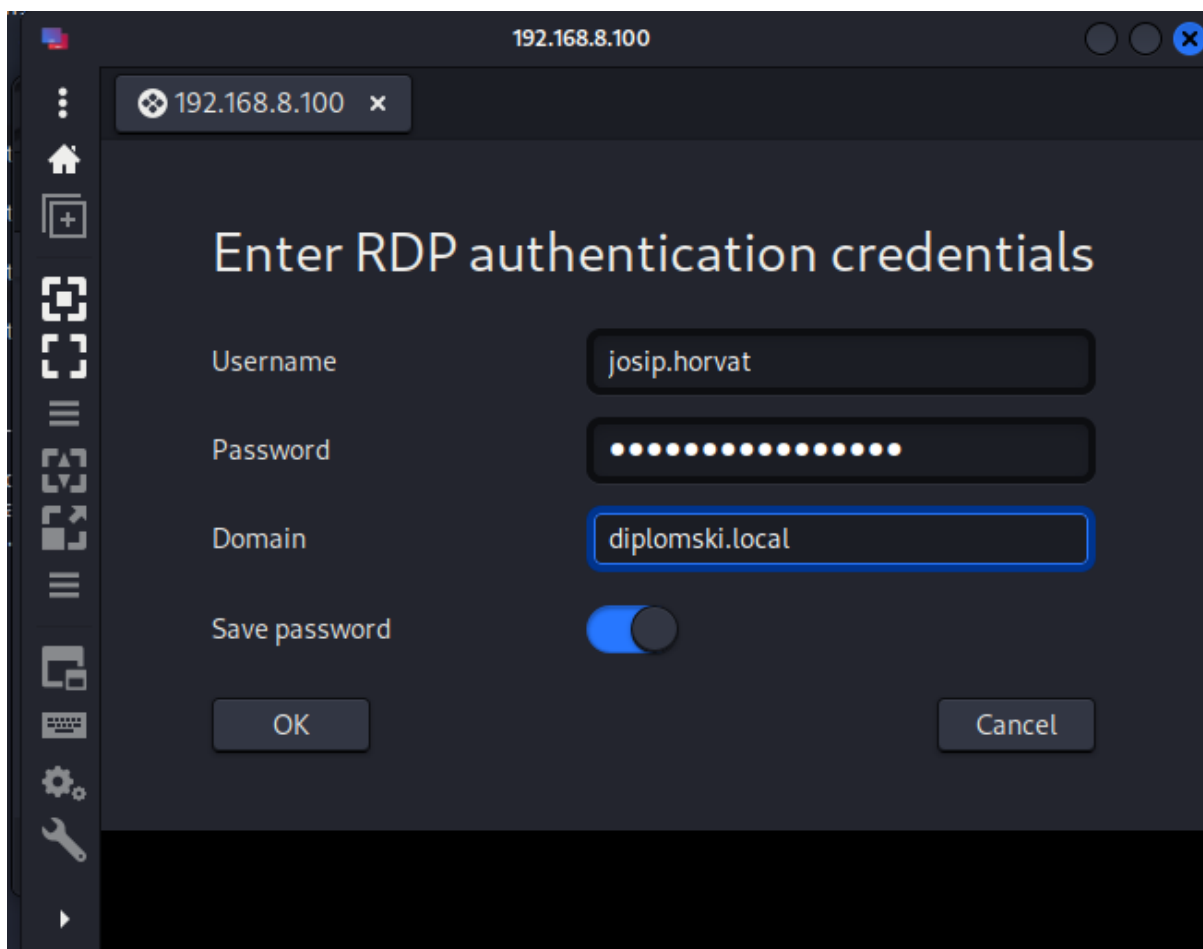 192.168.8.100
192.168.8.100
Enter RDP authentication credentials
Username josip.horvat
Password
Domain diplomski.local
Save password
OK Cancel